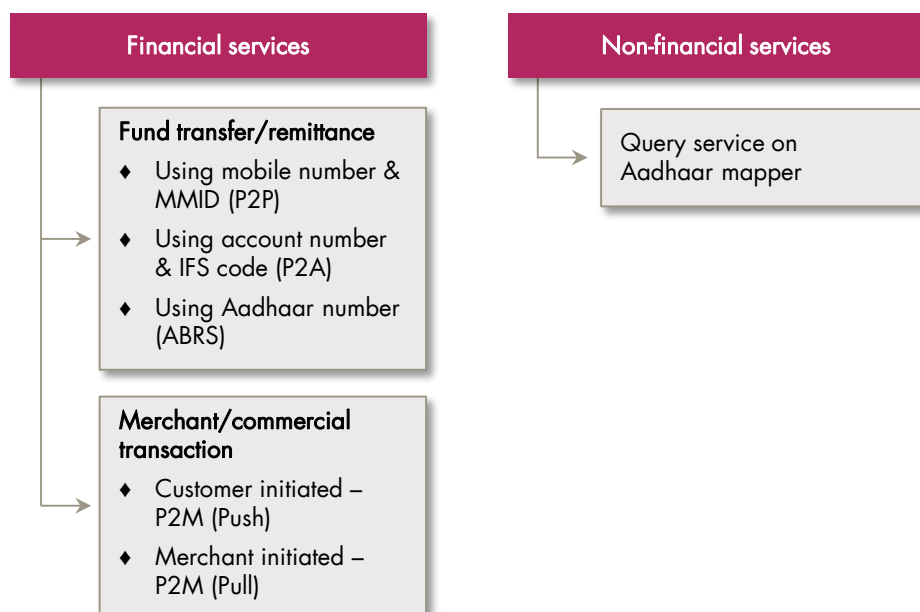 Financial services
Fund transfer/remittance
♦ Using mobile number &
MMID (P2P)
♦ Using account number
& IFS code (P2A)
♦ Using Aadhaar number
(ABRS)
Merchant/commercial
transaction
♦ Customer initiated –
P2M (Push)
♦ Merchant initiated –
P2M (Pull)
Non-financial services
Query service on
Aadhaar mapper